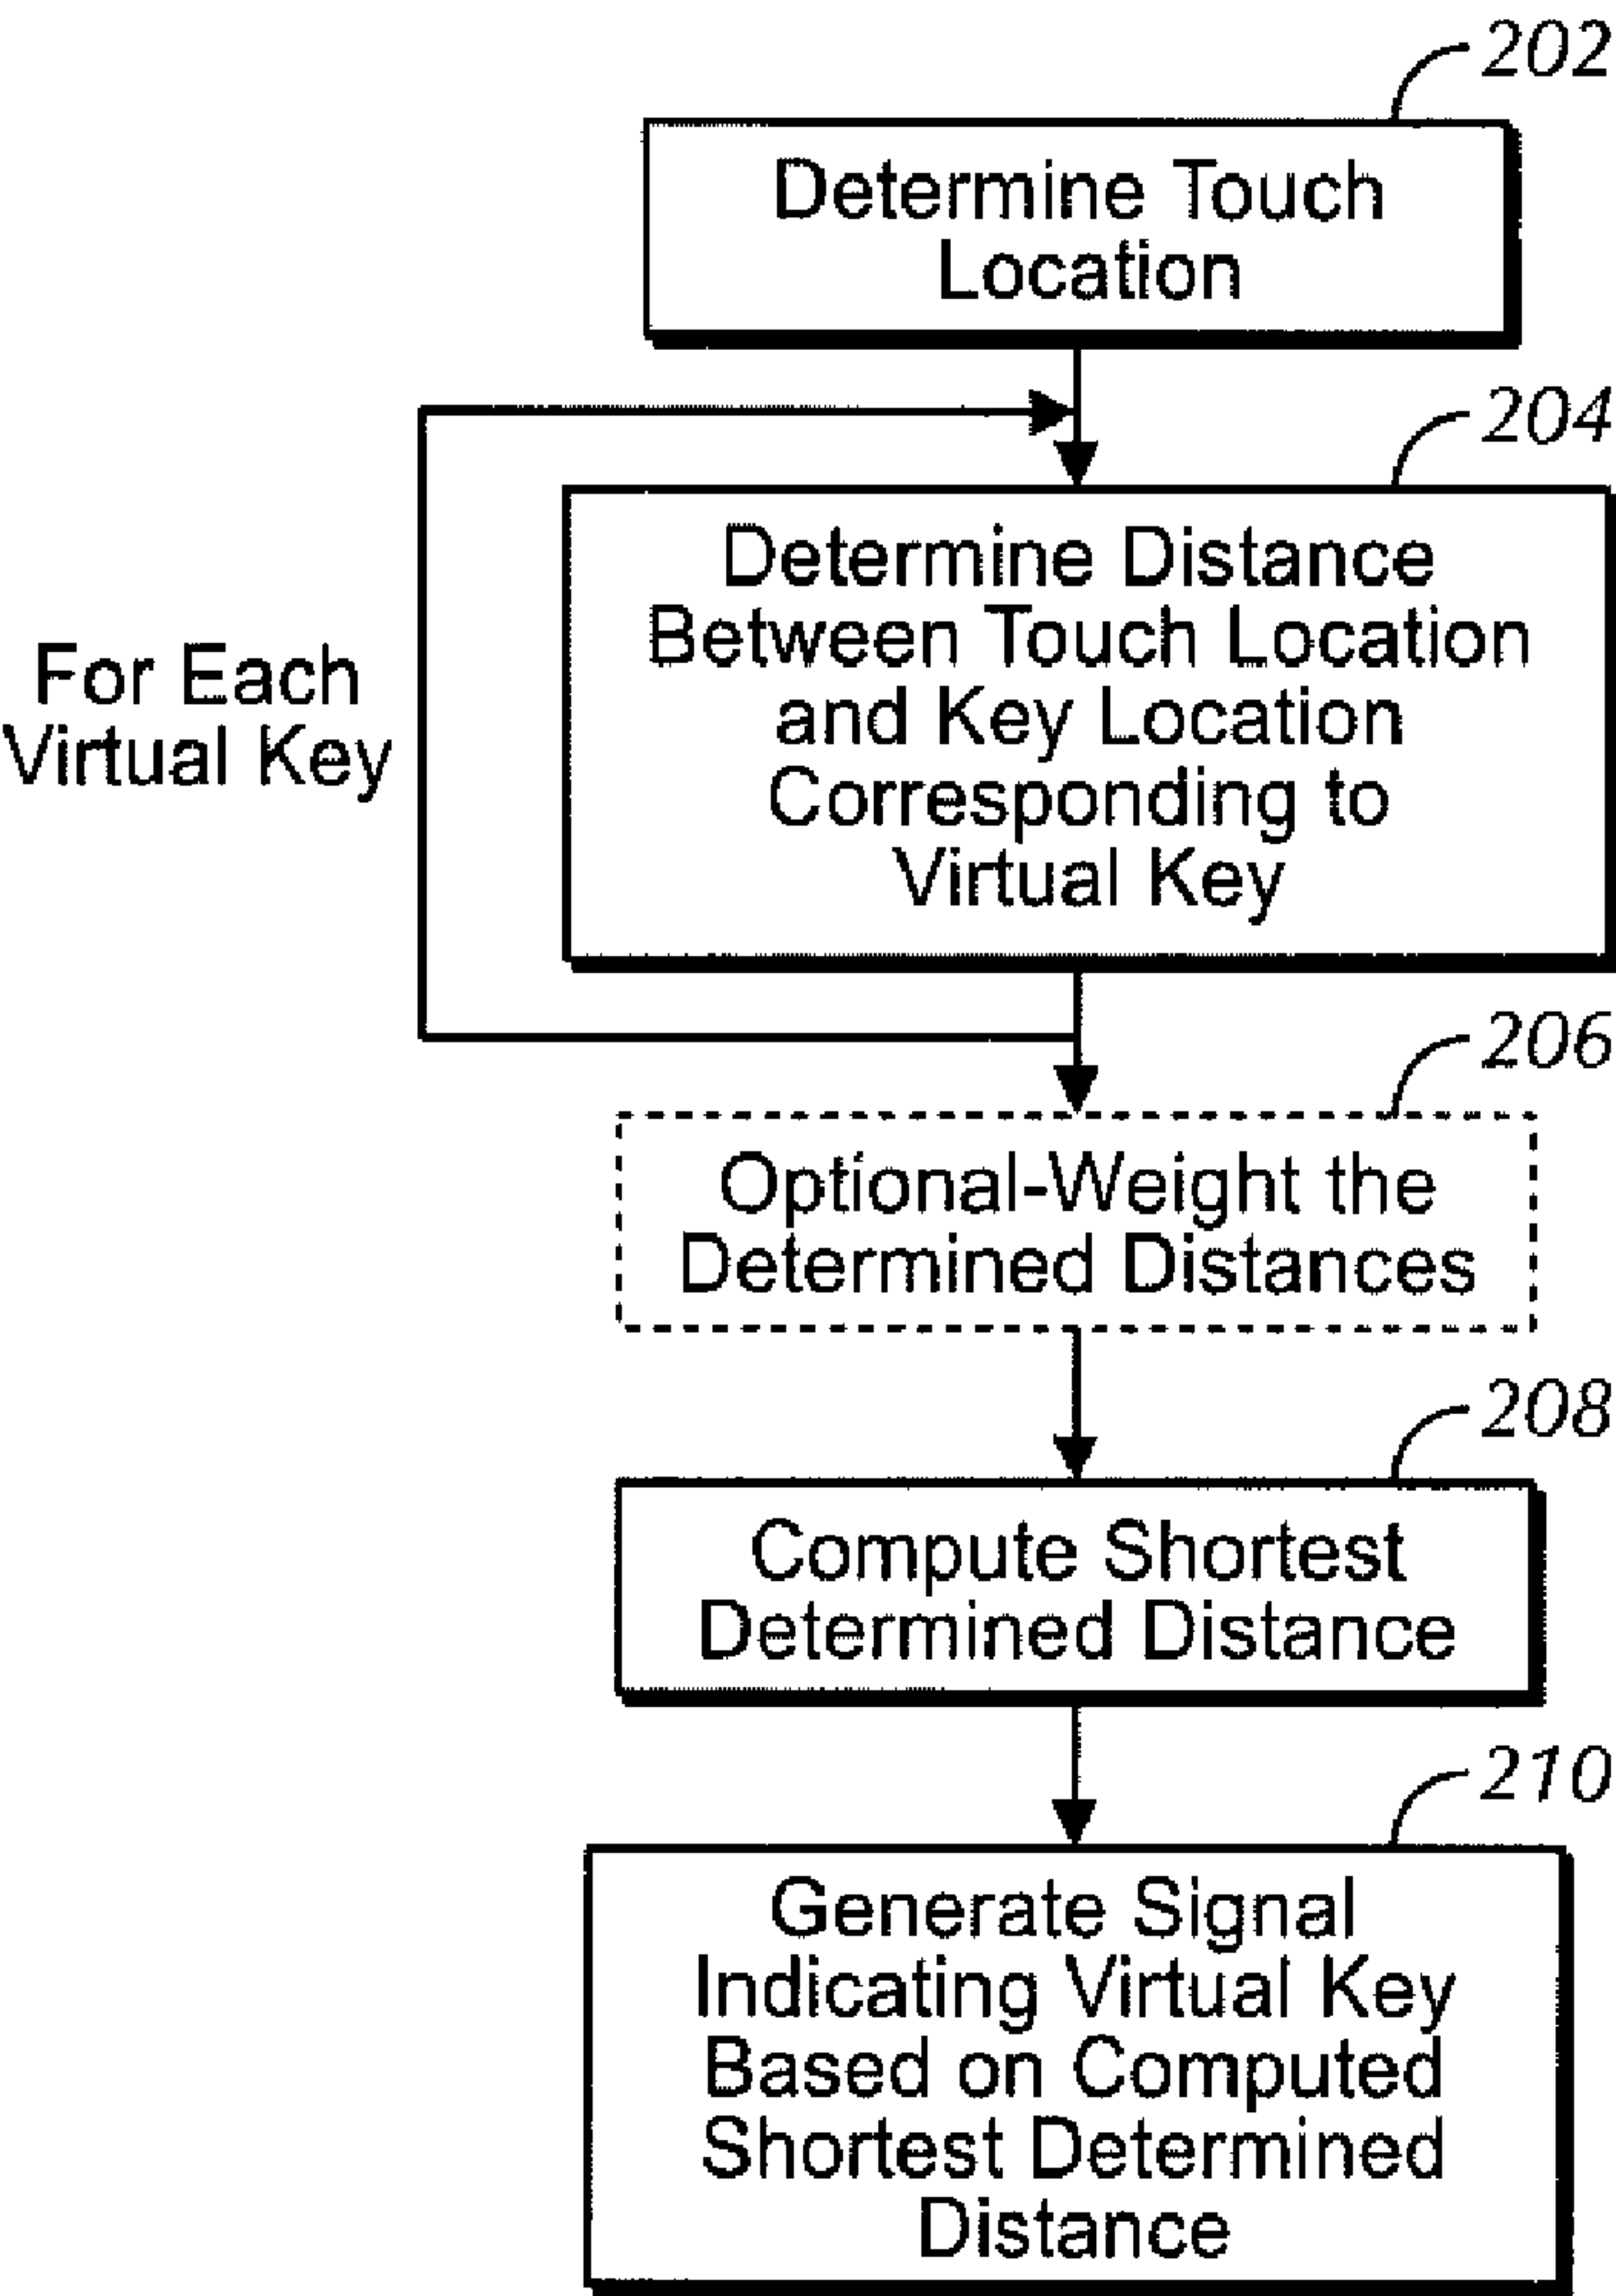 202
Determine Touch
Location
204
Determine Distance
Between Touch Location
and Key Location
Corresponding to
Virtual Key
For Each
Virtual Key
206
Optional-Weight the
Determined Distances
208
Compute Shortest
Determined Distance
210
Generate Signal
Indicating Virtual Key
Based on Computed
Shortest Determined
Distance